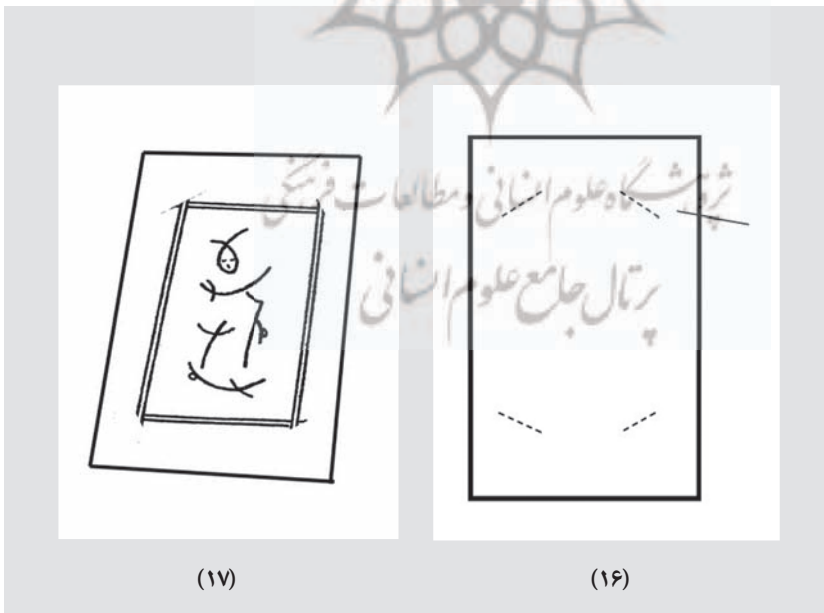 پژوهشگاه علوم انسانی و مطالعات فرهنگی
پرتال جامع علوم انسانی
(۱۷) (۱۶)